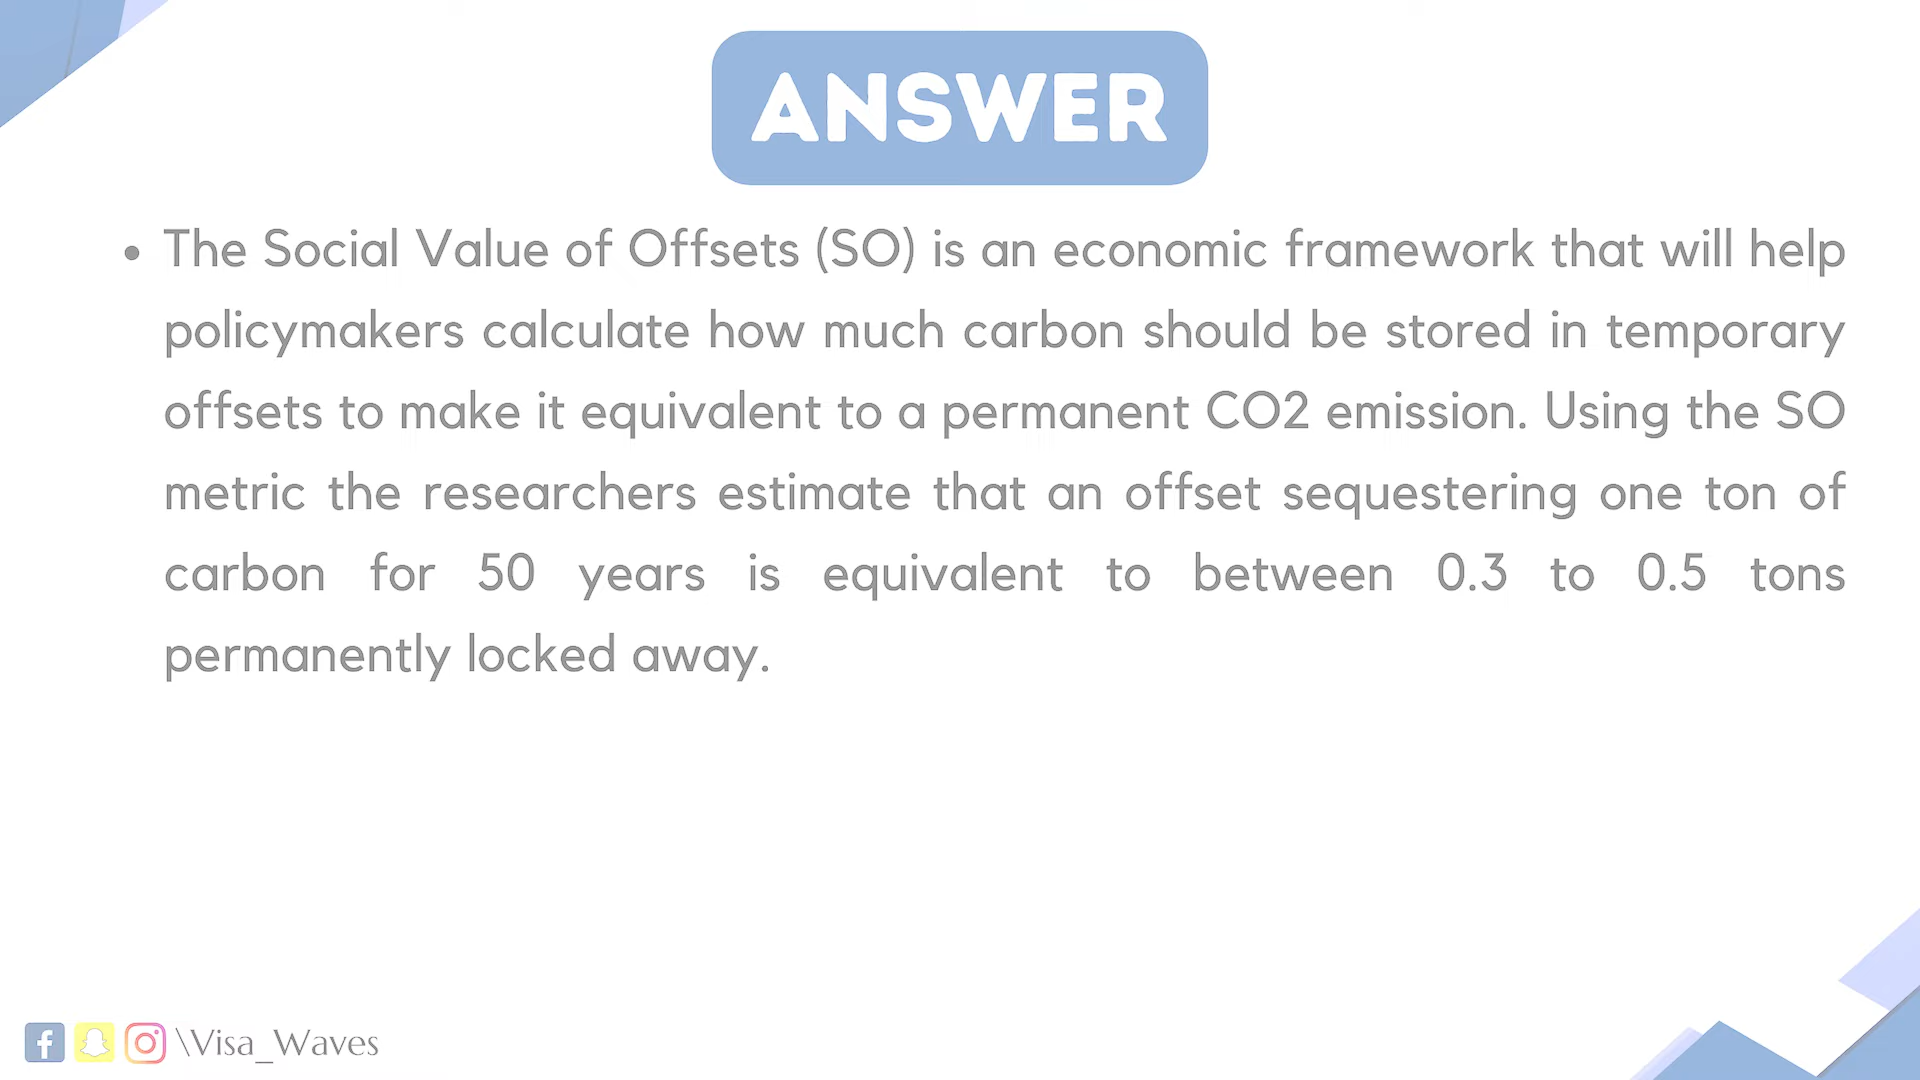 ANSWER
• The Social Value of Offsets (SO) is an economic framework that will help
policymakers calculate how much carbon should be stored in temporary
offsets to make it equivalent to a permanent CO2 emission. Using the SO
metric the researchers estimate that an offset sequestering one ton of
carbon for 50 years is equivalent to between 0.3 to 0.5 tons
permanently locked away.
\Visa_Waves